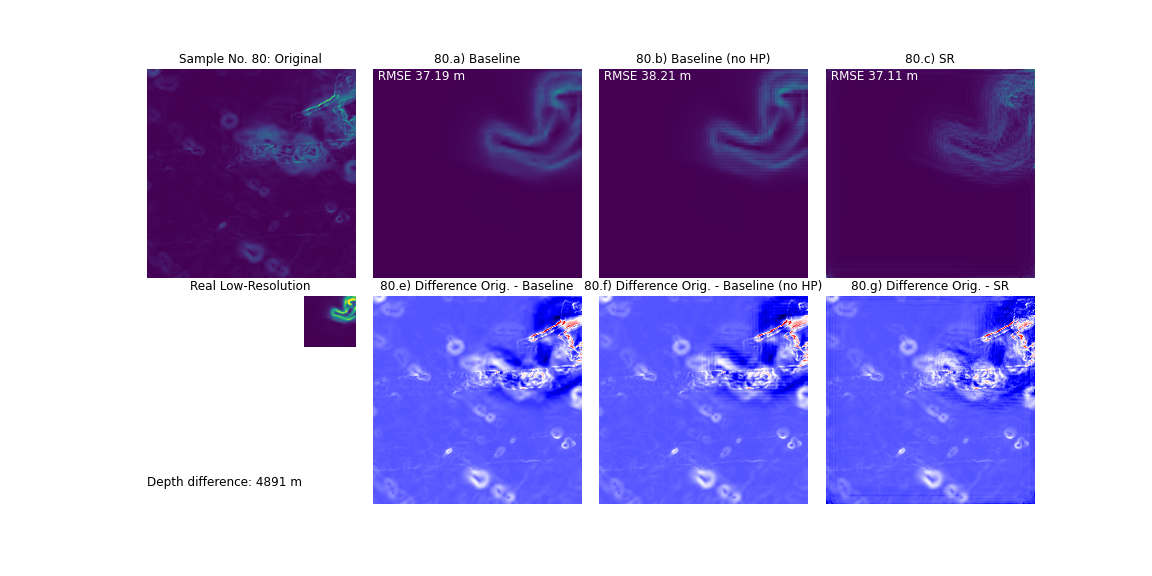 Sample No. 80: Original
80.a) Baseline
80.b) Baseline (no HP)
80.c) SR
RMSE 37.19 m
RMSE 38.21 m
RMSE 37.11 m
Real Low-Resolution
80.e) Difference Orig. - Baseline
80.f) Difference Orig. - Baseline (no HP)
80.g) Difference Orig. - SR
Depth difference: 4891 m